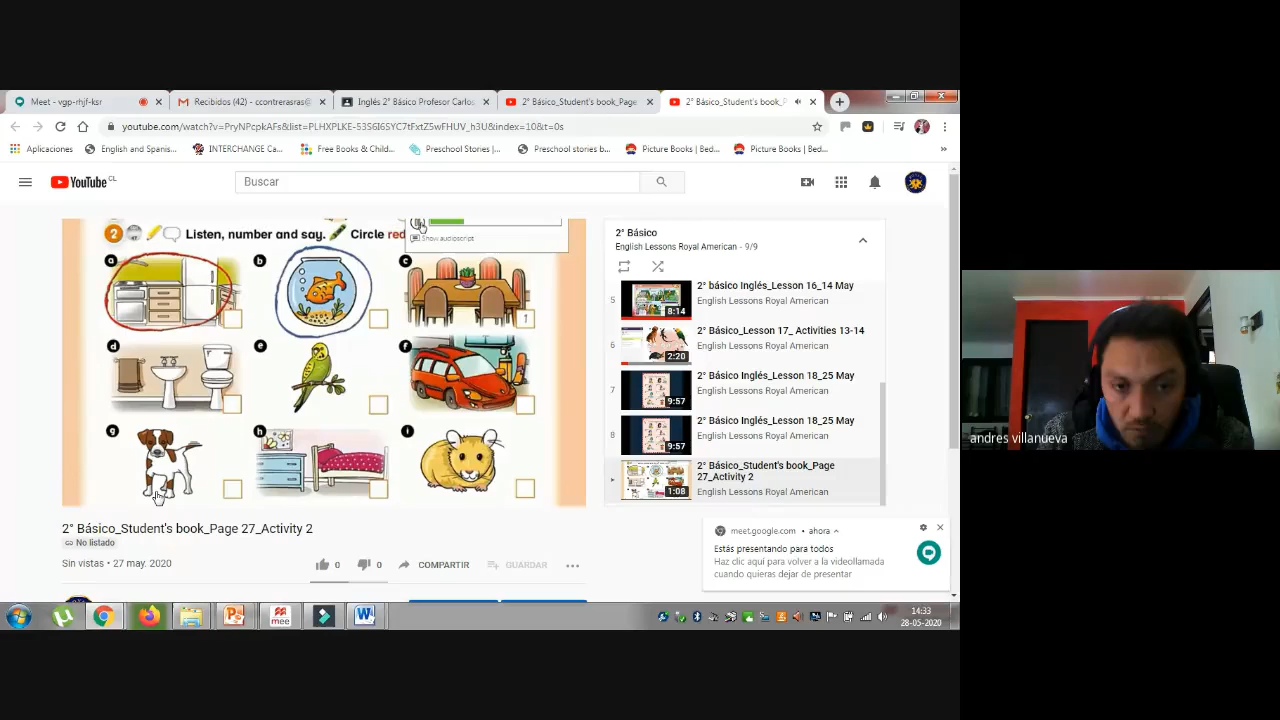 Meet - vgp-rhjf-ksr
Recibidos (42) - ccontrerasras@
Inglés 2° Básico Profesor Carlos
2° Básico_Student's book_Page
2° Básico_Student's book_P
youtube.com/watch?v=PryNPcpkAFs&list=PLHXPLKE-53S6I6SYC7tFxtZ5wFHUV_h3U&index=10&t=0s
Aplicaciones
English and Spanis...
INTERCHANGE Ca...
Free Books & Child...
Preschool Stories |...
Preschool stories b...
Picture Books | Bed...
Picture Books | Bed...
YouTube CL
Buscar
2 Listen, number and say. Circle red
Show audioscript
a
b
c
1
d
e
f
g
h
i
2° Básico
English Lessons Royal American - 9/9
5 2° básico Inglés_Lesson 16_14 May
English Lessons Royal American
8:14
6 2° Básico_Lesson 17_ Activities 13-14
English Lessons Royal American
2:20
7 2° Básico Inglés_Lesson 18_25 May
English Lessons Royal American
9:57
8 2° Básico Inglés_Lesson 18_25 May
English Lessons Royal American
9:57
2° Básico_Student's book_Page
27_Activity 2
English Lessons Royal American
1:08
2° Básico_Student's book_Page 27_Activity 2
No listado
Sin vistas • 27 may. 2020
0
0
COMPARTIR
GUARDAR
meet.google.com • ahora
Estás presentando para todos
Haz clic aquí para volver a la videollamada
cuando quieras dejar de presentar
mee
14:33
28-05-2020
andres villanueva